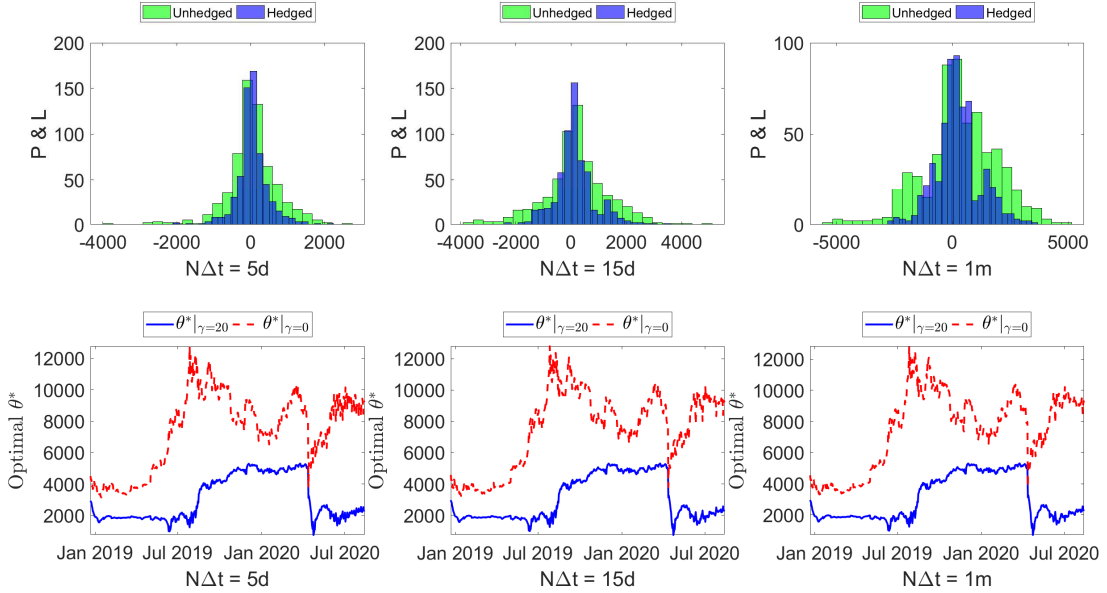 Unhedged Hedged
Unhedged Hedged
Unhedged Hedged
200
150
100
50
0
P & L
-4000 -2000 0 2000
NΔt = 5d
200
150
100
50
0
P & L
-4000 -2000 0 2000 4000
NΔt = 15d
100
50
0
P & L
-5000 0 5000
NΔt = 1m
θ*|γ=20 θ*|γ=0
θ*|γ=20 θ*|γ=0
θ*|γ=20 θ*|γ=0
12000
10000
8000
6000
4000
2000
Optimal θ*
Jan 2019 Jul 2019 Jan 2020 Jul 2020
NΔt = 5d
12000
10000
8000
6000
4000
2000
Optimal θ*
Jan 2019 Jul 2019 Jan 2020 Jul 2020
NΔt = 15d
12000
10000
8000
6000
4000
2000
Optimal θ*
Jan 2019 Jul 2019 Jan 2020 Jul 2020
NΔt = 1m